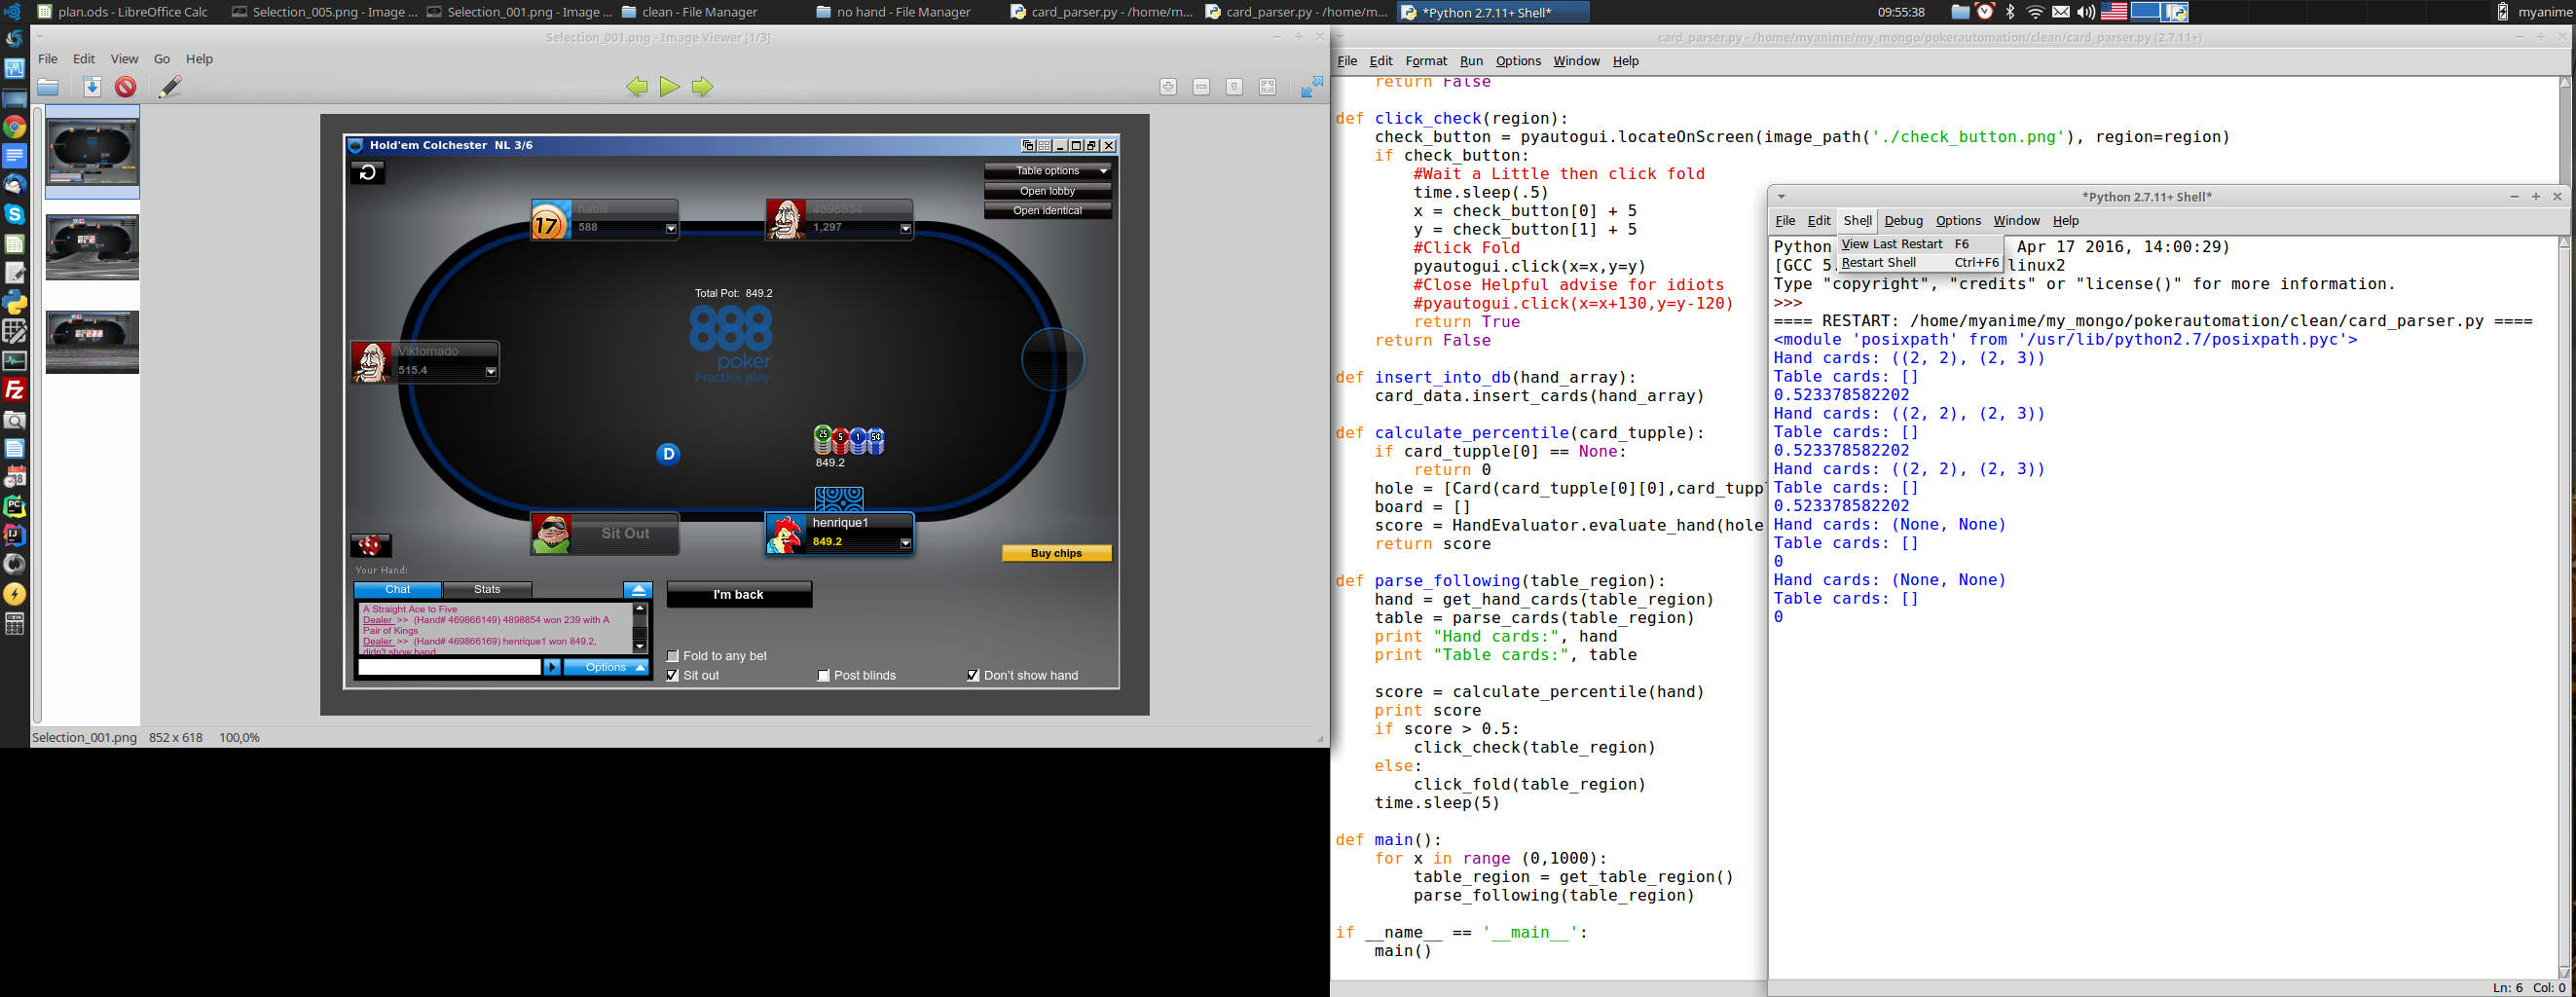 plan.ods - LibreOffice Calc
Selection_005.png - Image ...
Selection_001.png - Image ...
clean - File Manager
no hand - File Manager
card_parser.py - /home/m...
card_parser.py - /home/m...
*Python 2.7.11+ Shell*
09:55:38
myanime
Selection_001.png - Image Viewer [1/3]
File Edit View Go Help
Hold'em Colchester NL 3/6
Table options
Open lobby
Open identical
17
588
4898854
1,297
Total Pot: 849.2
888
poker
Practice play
Viktornado
515.4
D
25 5 1 5¢
849.2
Sit Out
henrique1
849.2
Buy chips
Your Hand:
Chat Stats
I'm back
A Straight Ace to Five
Dealer >> (Hand# 469866149) 4898854 won 239 with A
Pair of Kings
Dealer >> (Hand# 469866169) henrique1 won 849.2,
didn't show hand
Options
Fold to any bet
Sit out
Post blinds
Don't show hand
Selection_001.png 852 x 618 100,0%
card_parser.py - /home/myanime/my_mongo/pokerautomation/clean/card_parser.py (2.7.11+)
File Edit Format Run Options Window Help
return False
def click_check(region):
check_button = pyautogui.locateOnScreen(image_path('./check_button.png'), region=region)
if check_button:
#Wait a Little then click fold
time.sleep(.5)
x = check_button[0] + 5
y = check_button[1] + 5
#Click Fold
pyautogui.click(x=x,y=y)
#Close Helpful advise for idiots
#pyautogui.click(x=x+130,y=y-120)
return True
return False
def insert_into_db(hand_array):
card_data.insert_cards(hand_array)
def calculate_percentile(card_tupple):
if card_tupple[0] == None:
return 0
hole = [Card(card_tupple[0][0],card_tupp
board = []
score = HandEvaluator.evaluate_hand(hole
return score
def parse_following(table_region):
hand = get_hand_cards(table_region)
table = parse_cards(table_region)
print "Hand cards:", hand
print "Table cards:", table
score = calculate_percentile(hand)
print score
if score > 0.5:
click_check(table_region)
else:
click_fold(table_region)
time.sleep(5)
def main():
for x in range (0,1000):
table_region = get_table_region()
parse_following(table_region)
if __name__ == '__main__':
main()
*Python 2.7.11+ Shell*
File Edit Shell Debug Options Window Help
View Last Restart F6
Restart Shell Ctrl+F6
Python Apr 17 2016, 14:00:29)
[GCC 5. linux2
Type "copyright", "credits" or "license()" for more information.
>>>
==== RESTART: /home/myanime/my_mongo/pokerautomation/clean/card_parser.py ====
<module 'posixpath' from '/usr/lib/python2.7/posixpath.pyc'>
Hand cards: ((2, 2), (2, 3))
Table cards: []
0.523378582202
Hand cards: ((2, 2), (2, 3))
Table cards: []
0.523378582202
Hand cards: ((2, 2), (2, 3))
Table cards: []
0.523378582202
Hand cards: (None, None)
Table cards: []
0
Hand cards: (None, None)
Table cards: []
0
Ln: 6 Col: 0